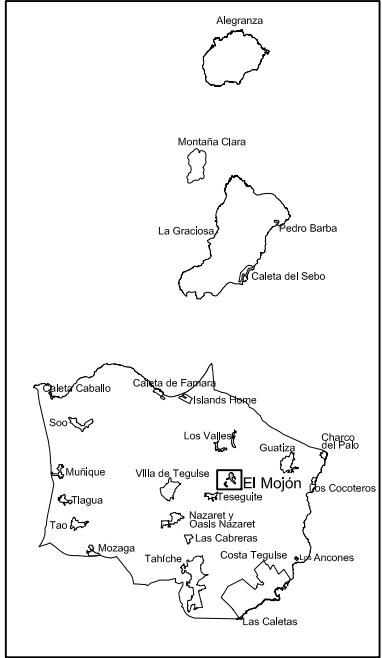 Alegranza
Montaña Clara
La Graciosa
Pedro Barba
Caleta del Sebo
Caleta Caballo
Caleta de Famara
Islands Home
Soo
Los Valles
Guatiza
Charco
del Palo
Muñique
VIlla de Tegulse
El Mojón
Los Cocoteros
Tlagua
Teseguite
Tao
Nazaret y
Oasis Nazaret
Las Cabreras
Mozaga
Tahíche
Costa Tegulse
Los Ancones
Las Caletas